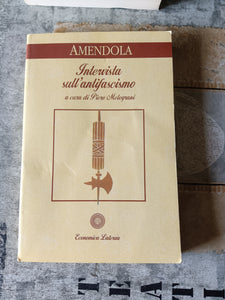 AMENDOLA
Intervista
sull'antifascismo
a cura di Piero Melograni
Economica Laterza